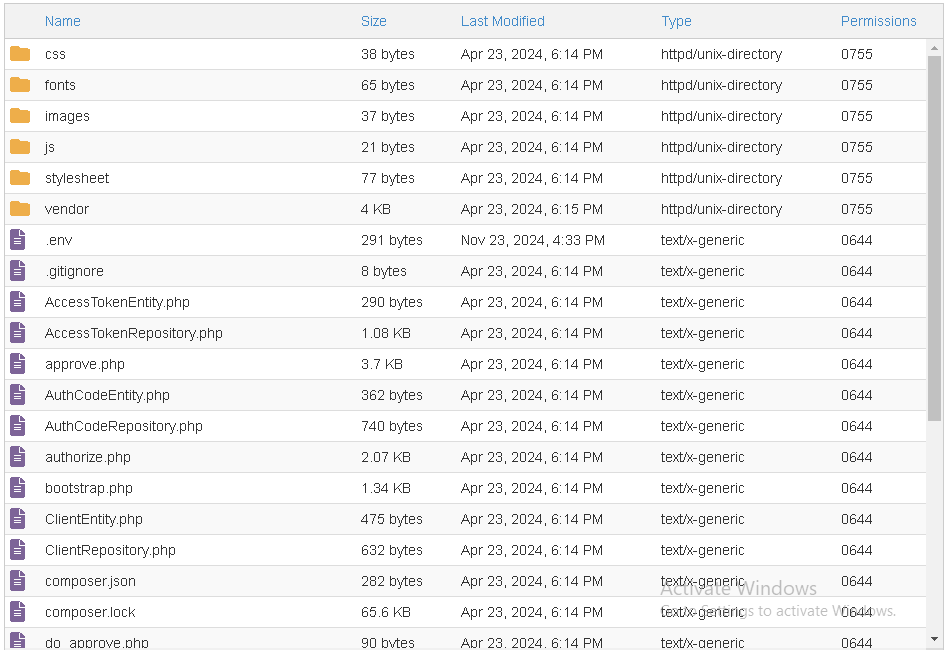 Name Size Last Modified Type Permissions
css 38 bytes Apr 23, 2024, 6:14 PM httpd/unix-directory 0755
fonts 65 bytes Apr 23, 2024, 6:14 PM httpd/unix-directory 0755
images 37 bytes Apr 23, 2024, 6:14 PM httpd/unix-directory 0755
js 21 bytes Apr 23, 2024, 6:14 PM httpd/unix-directory 0755
stylesheet 77 bytes Apr 23, 2024, 6:14 PM httpd/unix-directory 0755
vendor 4 KB Apr 23, 2024, 6:15 PM httpd/unix-directory 0755
.env 291 bytes Nov 23, 2024, 4:33 PM text/x-generic 0644
.gitignore 8 bytes Apr 23, 2024, 6:14 PM text/x-generic 0644
AccessTokenEntity.php 290 bytes Apr 23, 2024, 6:14 PM text/x-generic 0644
AccessTokenRepository.php 1.08 KB Apr 23, 2024, 6:14 PM text/x-generic 0644
approve.php 3.7 KB Apr 23, 2024, 6:14 PM text/x-generic 0644
AuthCodeEntity.php 362 bytes Apr 23, 2024, 6:14 PM text/x-generic 0644
AuthCodeRepository.php 740 bytes Apr 23, 2024, 6:14 PM text/x-generic 0644
authorize.php 2.07 KB Apr 23, 2024, 6:14 PM text/x-generic 0644
bootstrap.php 1.34 KB Apr 23, 2024, 6:14 PM text/x-generic 0644
ClientEntity.php 475 bytes Apr 23, 2024, 6:14 PM text/x-generic 0644
ClientRepository.php 632 bytes Apr 23, 2024, 6:14 PM text/x-generic 0644
composer.json 282 bytes Apr 23, 2024, 6:14 PM text/x-generic 0644
Activate Windows
composer.lock 65.6 KB Apr 23, 2024, 6:14 PM text/x-generic 0644
Go to Settings to activate Windows.
do_approve.php 90 bytes Apr 23, 2024, 6:14 PM text/x-generic 0644